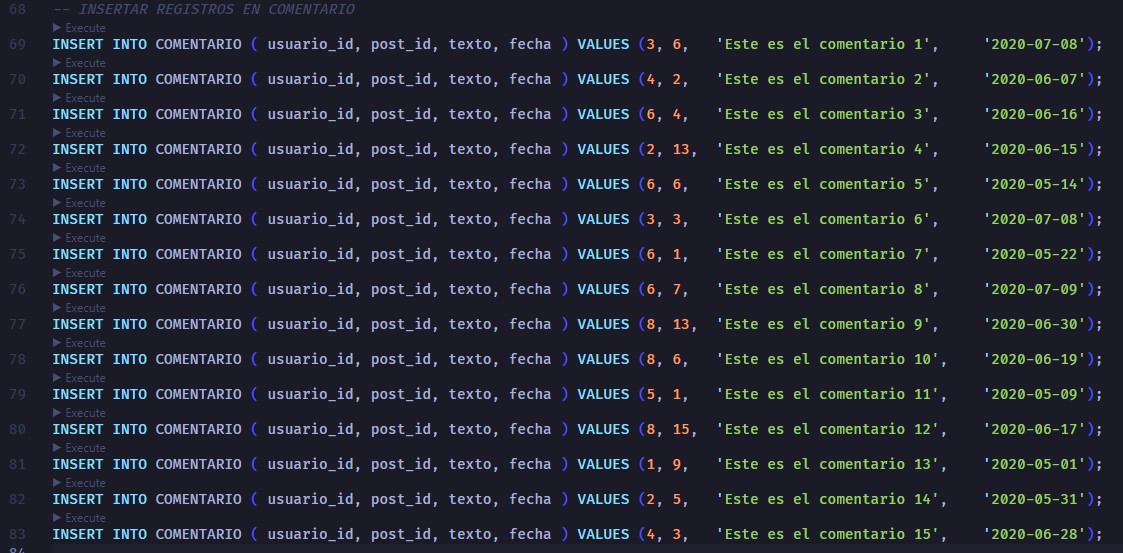 68 -- INSERTAR REGISTROS EN COMENTARIO
▶ Execute
69 INSERT INTO COMENTARIO ( usuario_id, post_id, texto, fecha ) VALUES (3, 6, 'Este es el comentario 1', '2020-07-08');
▶ Execute
70 INSERT INTO COMENTARIO ( usuario_id, post_id, texto, fecha ) VALUES (4, 2, 'Este es el comentario 2', '2020-06-07');
▶ Execute
71 INSERT INTO COMENTARIO ( usuario_id, post_id, texto, fecha ) VALUES (6, 4, 'Este es el comentario 3', '2020-06-16');
▶ Execute
72 INSERT INTO COMENTARIO ( usuario_id, post_id, texto, fecha ) VALUES (2, 13, 'Este es el comentario 4', '2020-06-15');
▶ Execute
73 INSERT INTO COMENTARIO ( usuario_id, post_id, texto, fecha ) VALUES (6, 6, 'Este es el comentario 5', '2020-05-14');
▶ Execute
74 INSERT INTO COMENTARIO ( usuario_id, post_id, texto, fecha ) VALUES (3, 3, 'Este es el comentario 6', '2020-07-08');
▶ Execute
75 INSERT INTO COMENTARIO ( usuario_id, post_id, texto, fecha ) VALUES (6, 1, 'Este es el comentario 7', '2020-05-22');
▶ Execute
76 INSERT INTO COMENTARIO ( usuario_id, post_id, texto, fecha ) VALUES (6, 7, 'Este es el comentario 8', '2020-07-09');
▶ Execute
77 INSERT INTO COMENTARIO ( usuario_id, post_id, texto, fecha ) VALUES (8, 13, 'Este es el comentario 9', '2020-06-30');
▶ Execute
78 INSERT INTO COMENTARIO ( usuario_id, post_id, texto, fecha ) VALUES (8, 6, 'Este es el comentario 10', '2020-06-19');
▶ Execute
79 INSERT INTO COMENTARIO ( usuario_id, post_id, texto, fecha ) VALUES (5, 1, 'Este es el comentario 11', '2020-05-09');
▶ Execute
80 INSERT INTO COMENTARIO ( usuario_id, post_id, texto, fecha ) VALUES (8, 15, 'Este es el comentario 12', '2020-06-17');
▶ Execute
81 INSERT INTO COMENTARIO ( usuario_id, post_id, texto, fecha ) VALUES (1, 9, 'Este es el comentario 13', '2020-05-01');
▶ Execute
82 INSERT INTO COMENTARIO ( usuario_id, post_id, texto, fecha ) VALUES (2, 5, 'Este es el comentario 14', '2020-05-31');
▶ Execute
83 INSERT INTO COMENTARIO ( usuario_id, post_id, texto, fecha ) VALUES (4, 3, 'Este es el comentario 15', '2020-06-28');
84